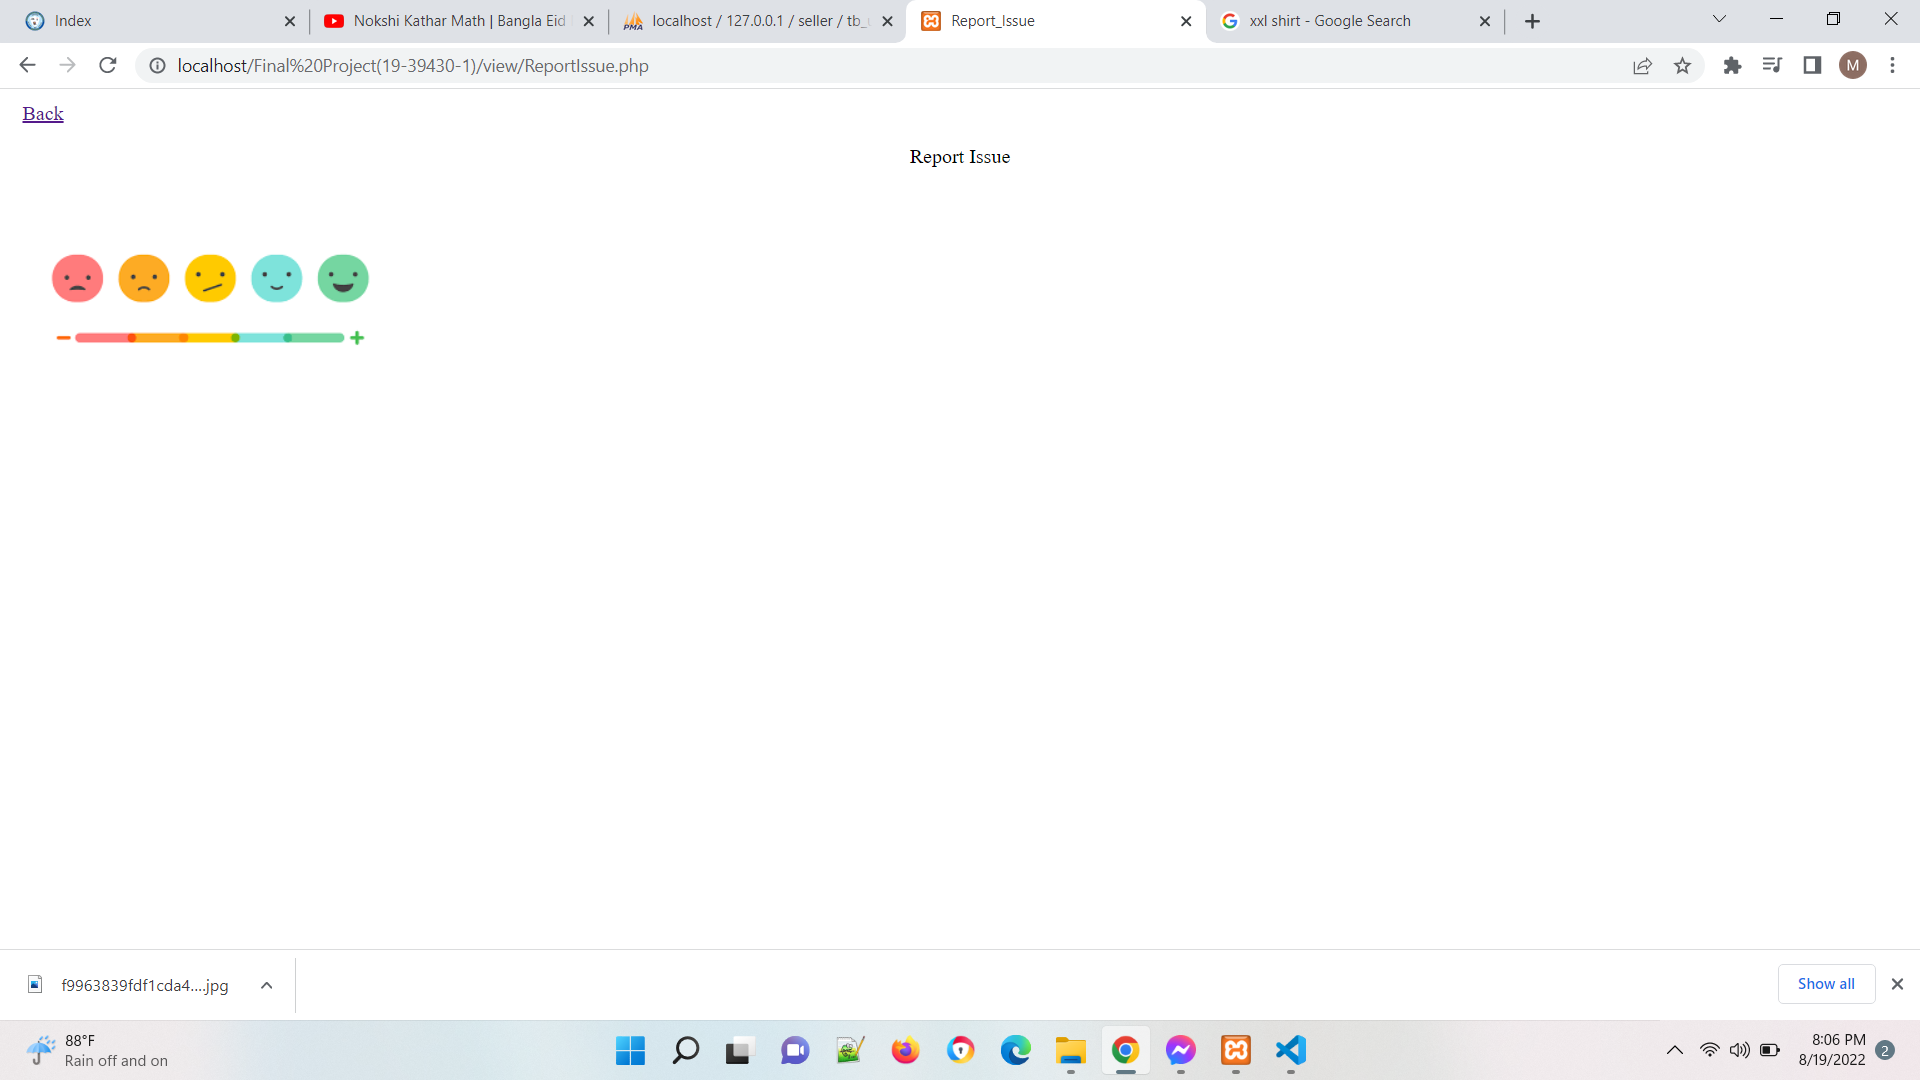 Index
Nokshi Kathar Math | Bangla Eid
localhost / 127.0.0.1 / seller / tb_
Report_Issue
xxl shirt - Google Search
localhost/Final%20Project(19-39430-1)/view/ReportIssue.php
M
Back
Report Issue
f9963839fdf1cda4....jpg
Show all
88°F
Rain off and on
8:06 PM
8/19/2022
2